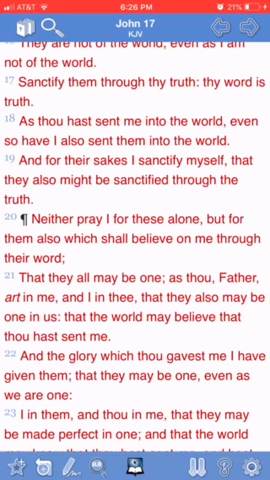 AT&T 6:26 PM 21%
John 17
KJV
They are not of the world, even as I am
not of the world.
17 Sanctify them through thy truth: thy word is
truth.
18 As thou hast sent me into the world, even
so have I also sent them into the world.
19 And for their sakes I sanctify myself, that
they also might be sanctified through the
truth.
20 ¶ Neither pray I for these alone, but for
them also which shall believe on me through
their word;
21 That they all may be one; as thou, Father,
art in me, and I in thee, that they also may be
one in us: that the world may believe that
thou hast sent me.
22 And the glory which thou gavest me I have
given them; that they may be one, even as
we are one:
23 I in them, and thou in me, that they may
be made perfect in one; and that the world